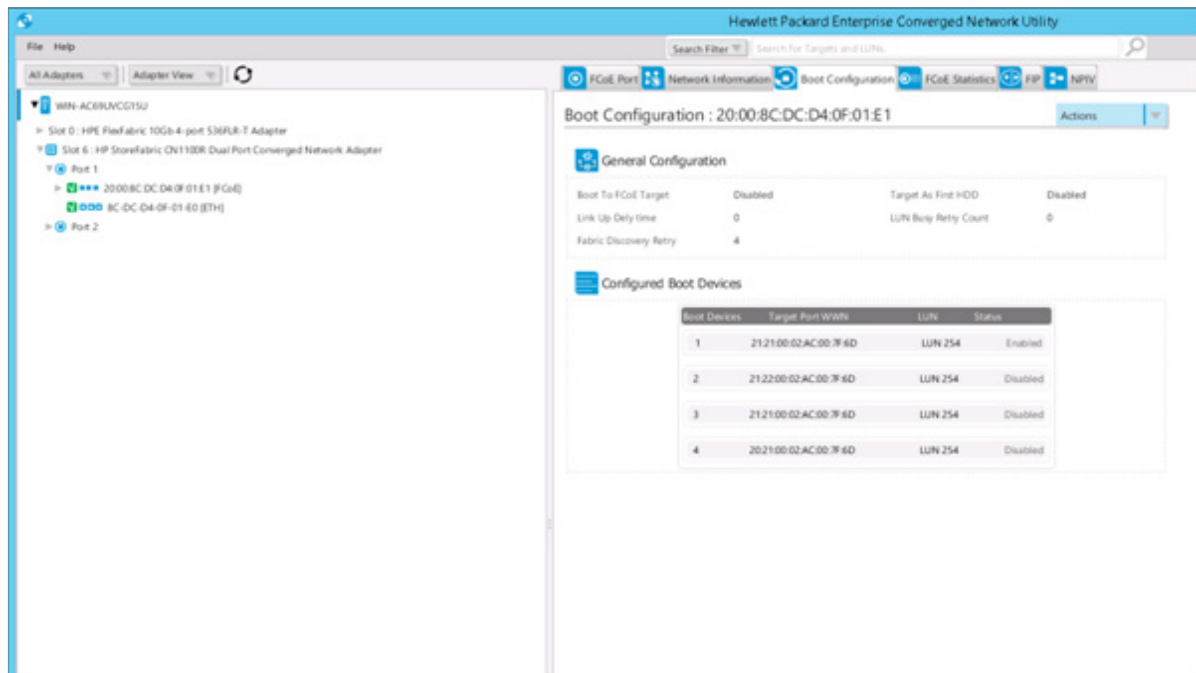 Hewlett Packard Enterprise Converged Network Utility
File Help
Search Filter Search for Targets and LUNs.
All Adapters Adapter View
FCoE Port Network Information Boot Configuration FCoE Statistics FIP NPIV
WIN-AC69UVCG15U
Slot 0 : HPE FlexFabric 10Gb 4-port 536FLR-T Adapter
Slot 6 : HP StoreFabric CN1100R Dual Port Converged Network Adapter
Port 1
20:00:8C:DC:D4:0F:01:E1 [FCoE]
8C-DC-D4-0F-01-E0 [ETH]
Port 2
Boot Configuration : 20:00:8C:DC:D4:0F:01:E1
Actions
General Configuration
Boot To FCoE Target Disabled Target As First HDD Disabled
Link Up Dely time 0 LUN Busy Retry Count 0
Fabric Discovery Retry 4
Configured Boot Devices
Boot Devices Target Port WWN LUN Status
1 21:21:00:02:AC:00:7F:6D LUN 254 Enabled
2 21:22:00:02:AC:00:7F:6D LUN 254 Disabled
3 21:21:00:02:AC:00:7F:6D LUN 254 Disabled
4 20:21:00:02:AC:00:7F:6D LUN 254 Disabled